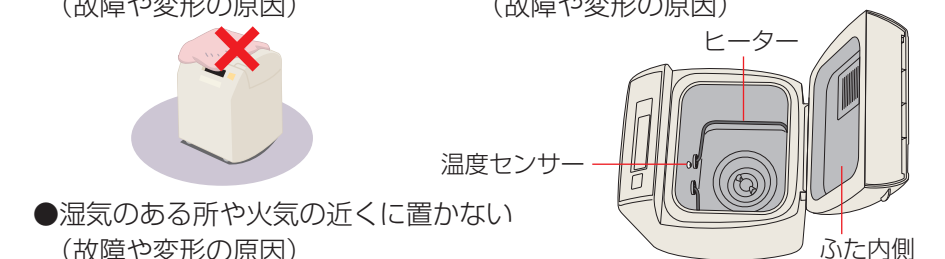 （故障や変形の原因）
（故障や変形の原因）
ヒーター
温度センサー
●湿気のある所や火気の近くに置かない
（故障や変形の原因）
ふた内側